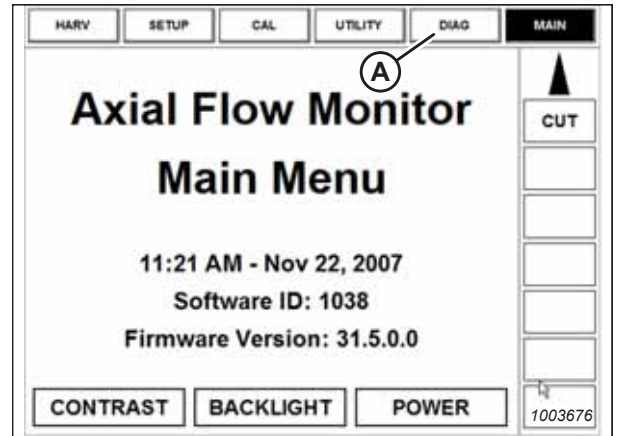 HARV SETUP CAL UTILITY DIAG MAIN
A
Axial Flow Monitor
CUT
Main Menu
11:21 AM - Nov 22, 2007
Software ID: 1038
Firmware Version: 31.5.0.0
CONTRAST BACKLIGHT POWER
1003676